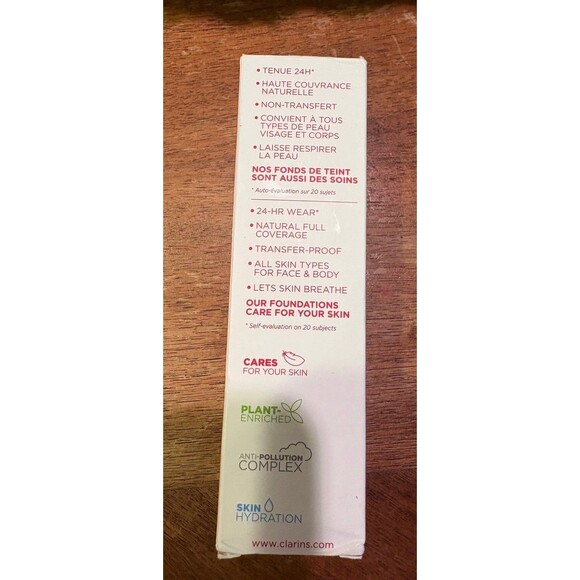 • TENUE 24H*
• HAUTE COUVRANCE
NATURELLE
• NON-TRANSFERT
• CONVIENT À TOUS
TYPES DE PEAU
VISAGE ET CORPS
• LAISSE RESPIRER
LA PEAU
NOS FONDS DE TEINT
SONT AUSSI DES SOINS
* Auto-évaluation sur 20 sujets
• 24-HR WEAR*
• NATURAL FULL
COVERAGE
• TRANSFER-PROOF
• ALL SKIN TYPES
FOR FACE & BODY
• LETS SKIN BREATHE
OUR FOUNDATIONS
CARE FOR YOUR SKIN
* Self-evaluation on 20 subjects
CARES
FOR YOUR SKIN
PLANT-
ENRICHED
ANTI-POLLUTION
COMPLEX
SKIN
HYDRATION
www.clarins.com